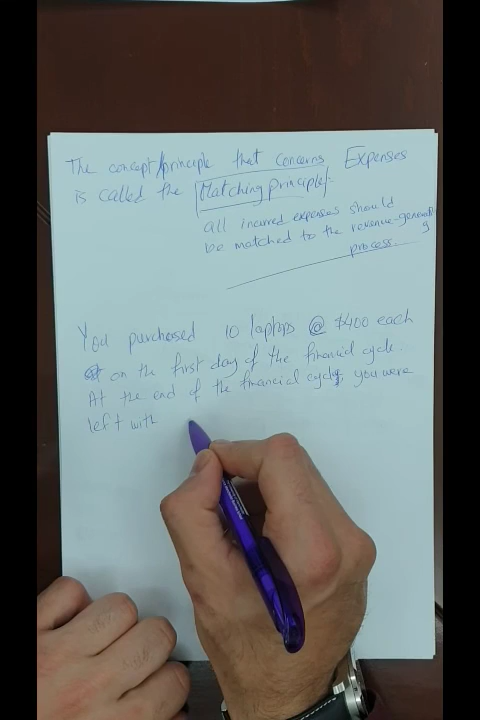 The concept/principle that concerns Expenses
is called the Matching principle:
all incurred expenses should
be matched to the revenue-generating
process.
You purchased 10 laptops @ $400 each
on the first day of the financial cycle.
At the end of the financial cycle, you were
left with